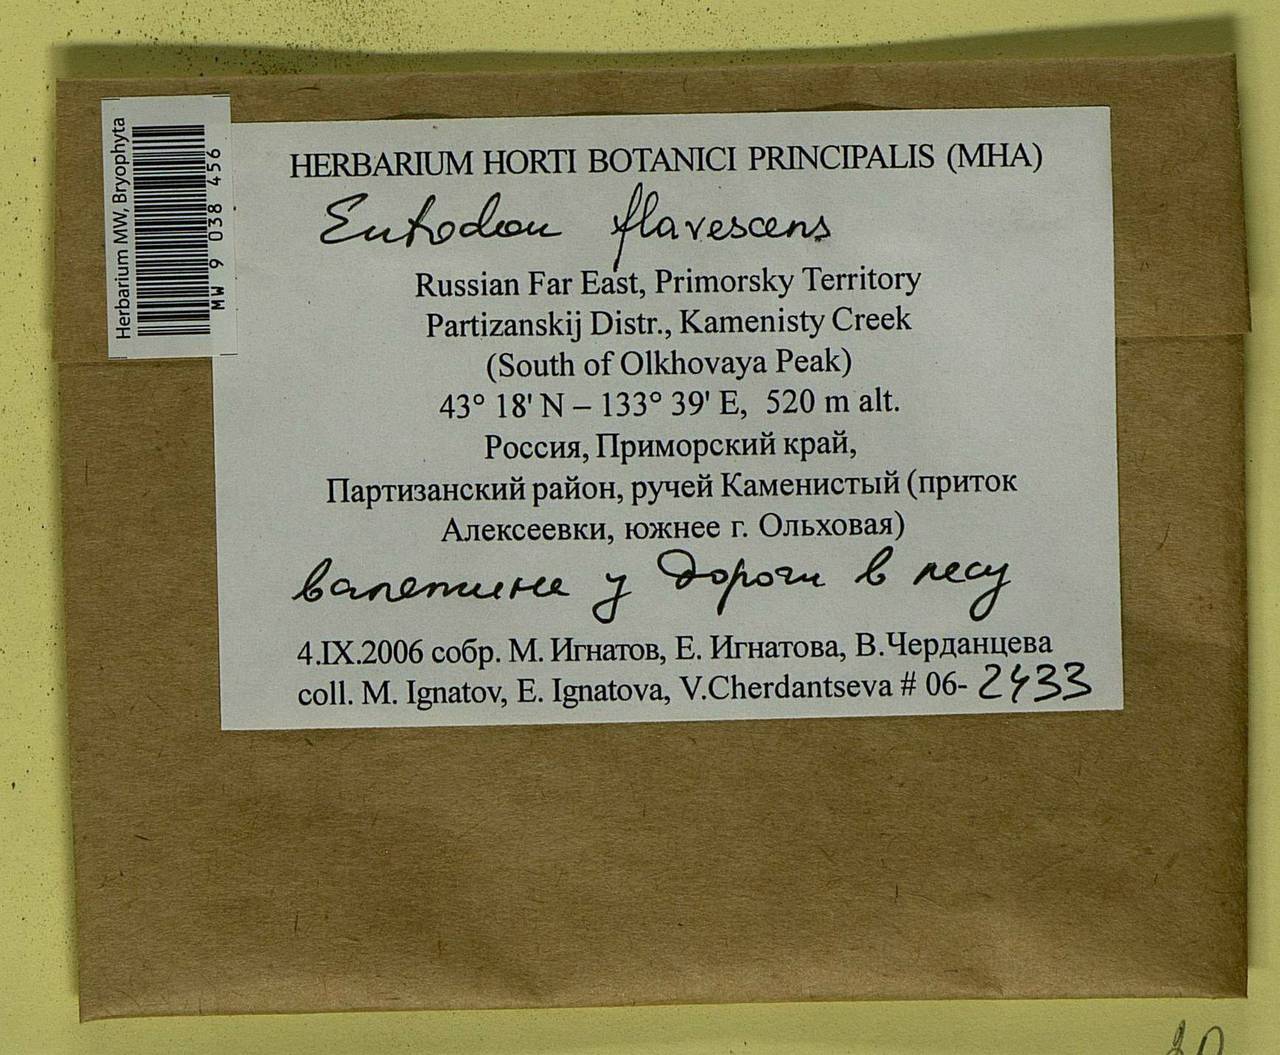 Herbarium MW, Bryophyta
MW 9 038 456
HERBARIUM HORTI BOTANICI PRINCIPALIS (MHA)
Entodon flavescens
Russian Far East, Primorsky Territory
Partizanskij Distr., Kamenisty Creek
(South of Olkhovaya Peak)
43° 18' N – 133° 39' E, 520 m alt.
Россия, Приморский край,
Партизанский район, ручей Каменистый (приток
Алексеевки, южнее г. Ольховая)
валежине у дороги в лесу
4.IX.2006 собр. М. Игнатов, Е. Игнатова, В.Черданцева
coll. M. Ignatov, E. Ignatova, V.Cherdantseva # 06-2433